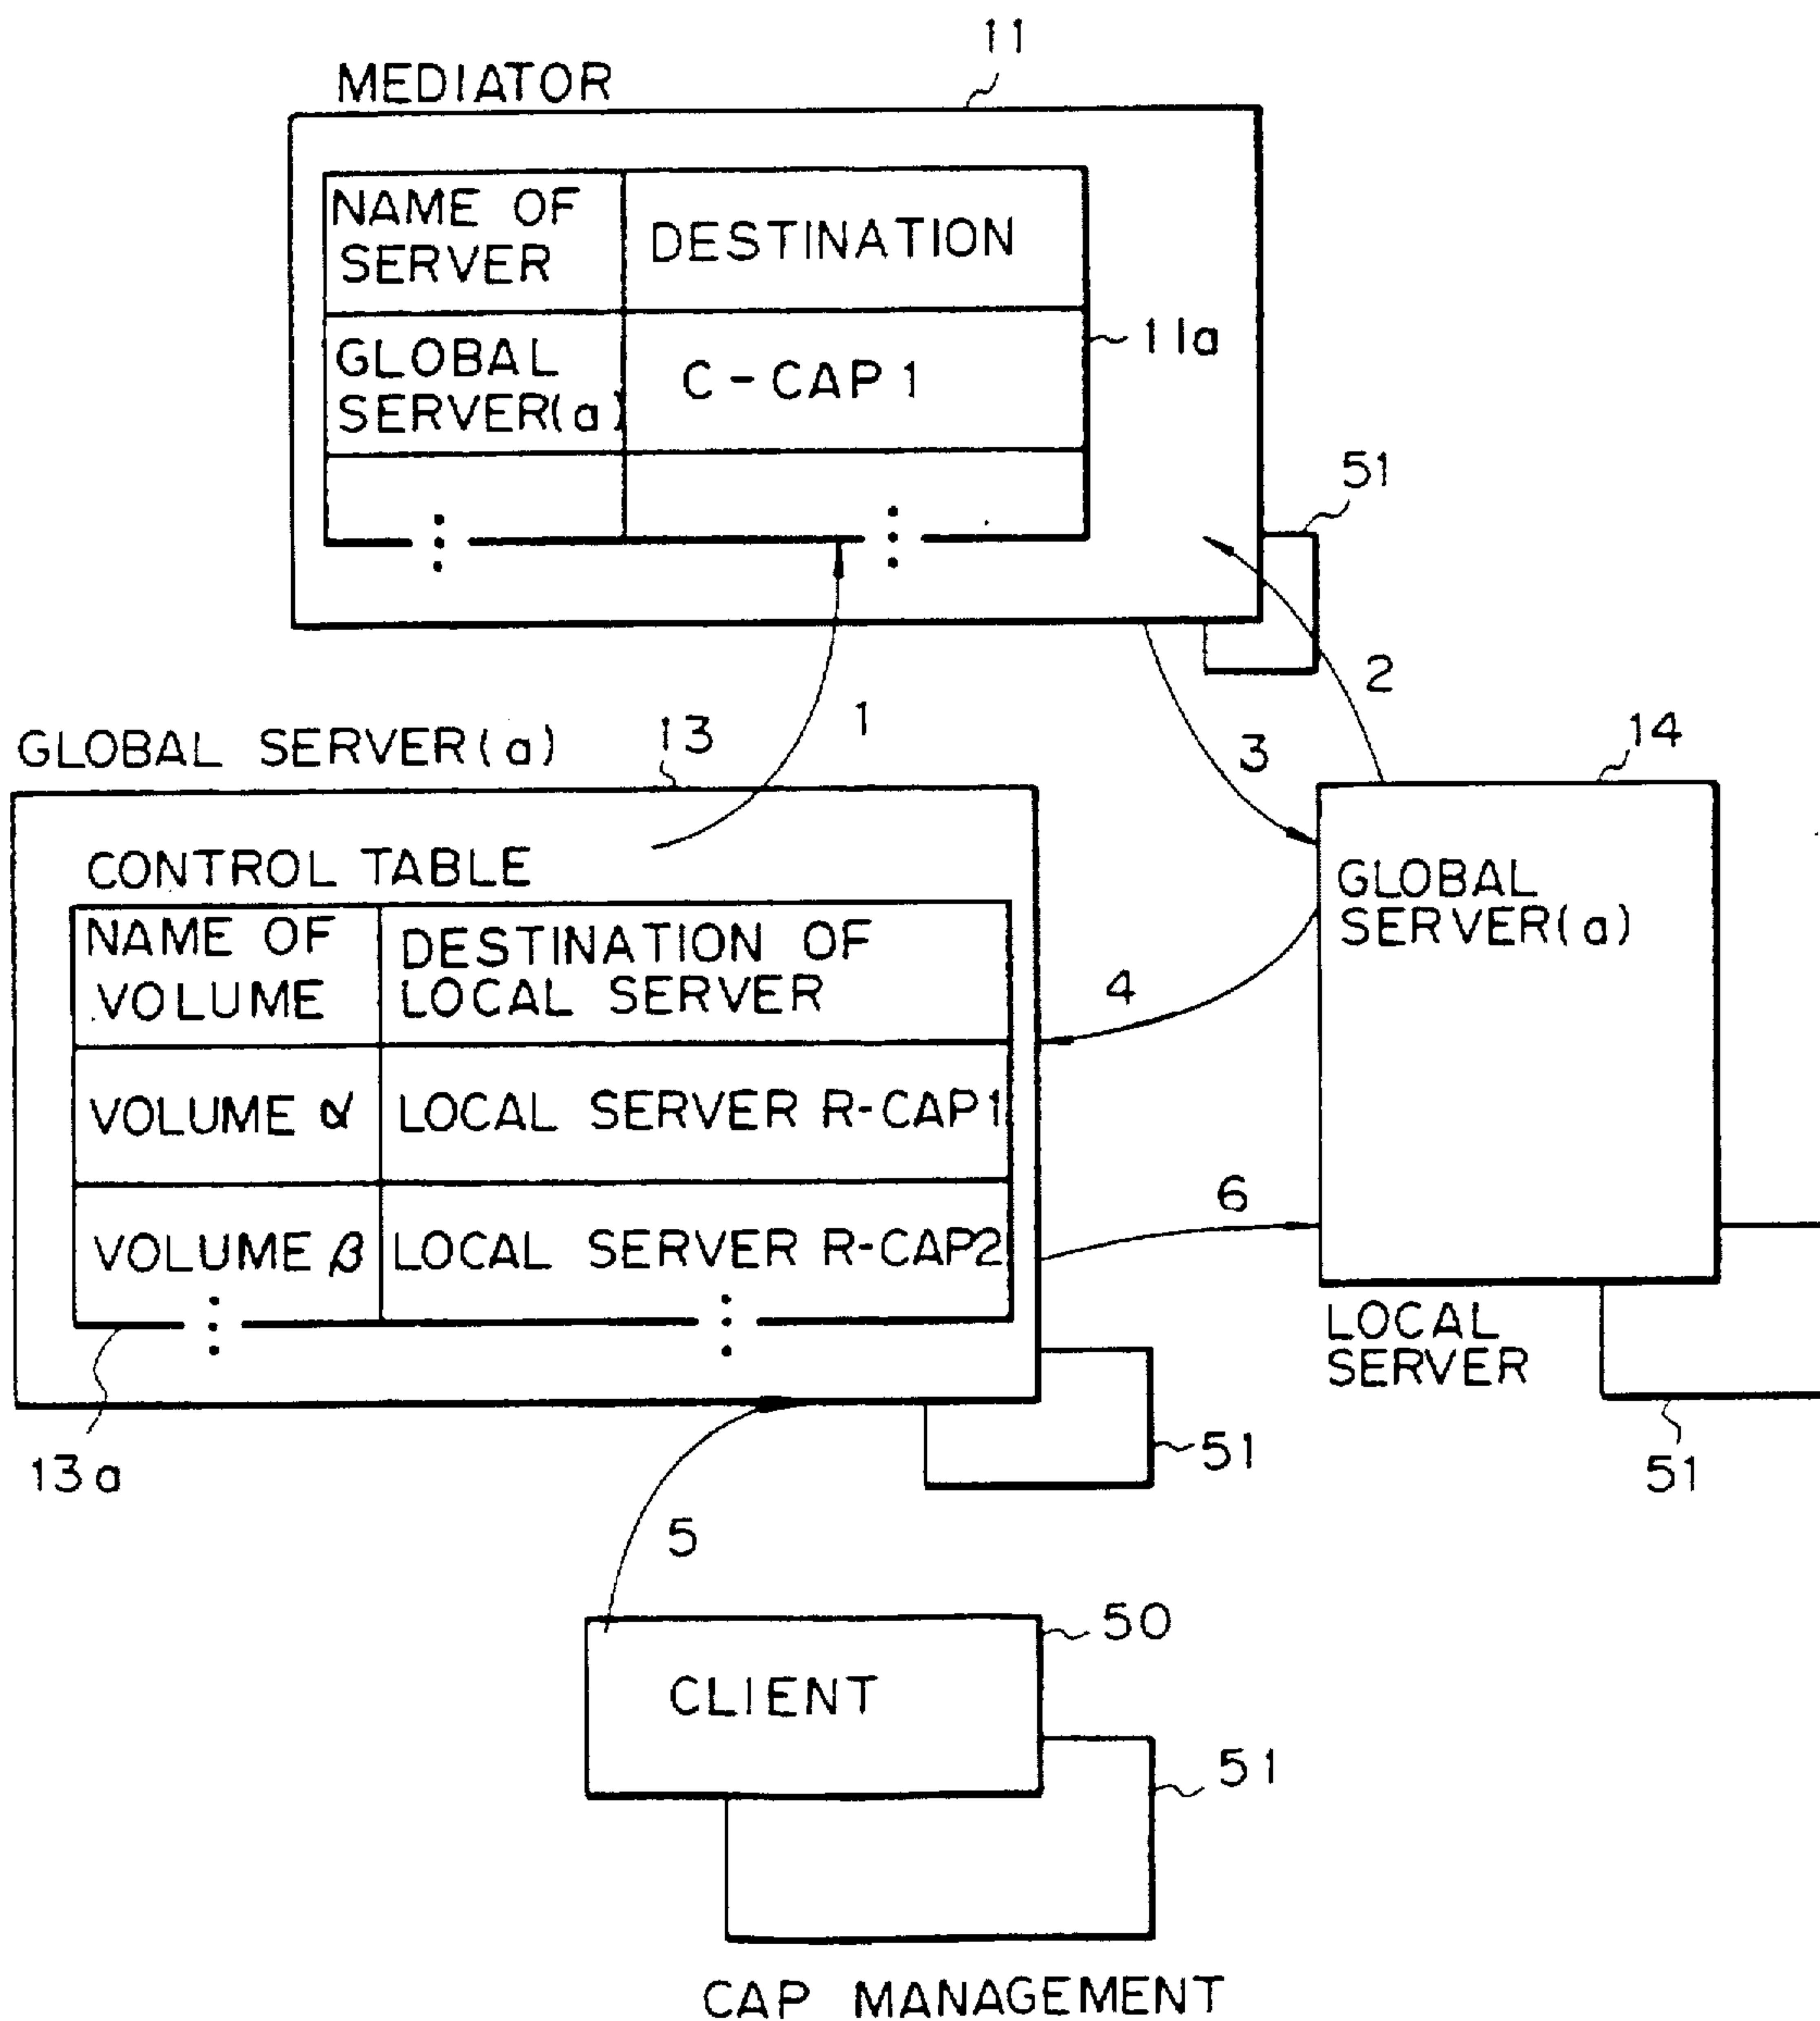 11
MEDIATOR
NAME OF
SERVER
DESTINATION
GLOBAL
SERVER(a)
C-CAP 1
11a
51
1
2
3
GLOBAL SERVER(a)
13
14
CONTROL TABLE
NAME OF
VOLUME
DESTINATION OF
LOCAL SERVER
VOLUME α
LOCAL SERVER R-CAP1
VOLUME β
LOCAL SERVER R-CAP2
GLOBAL
SERVER(a)
4
6
LOCAL
SERVER
13a
51
51
5
50
CLIENT
51
CAP MANAGEMENT